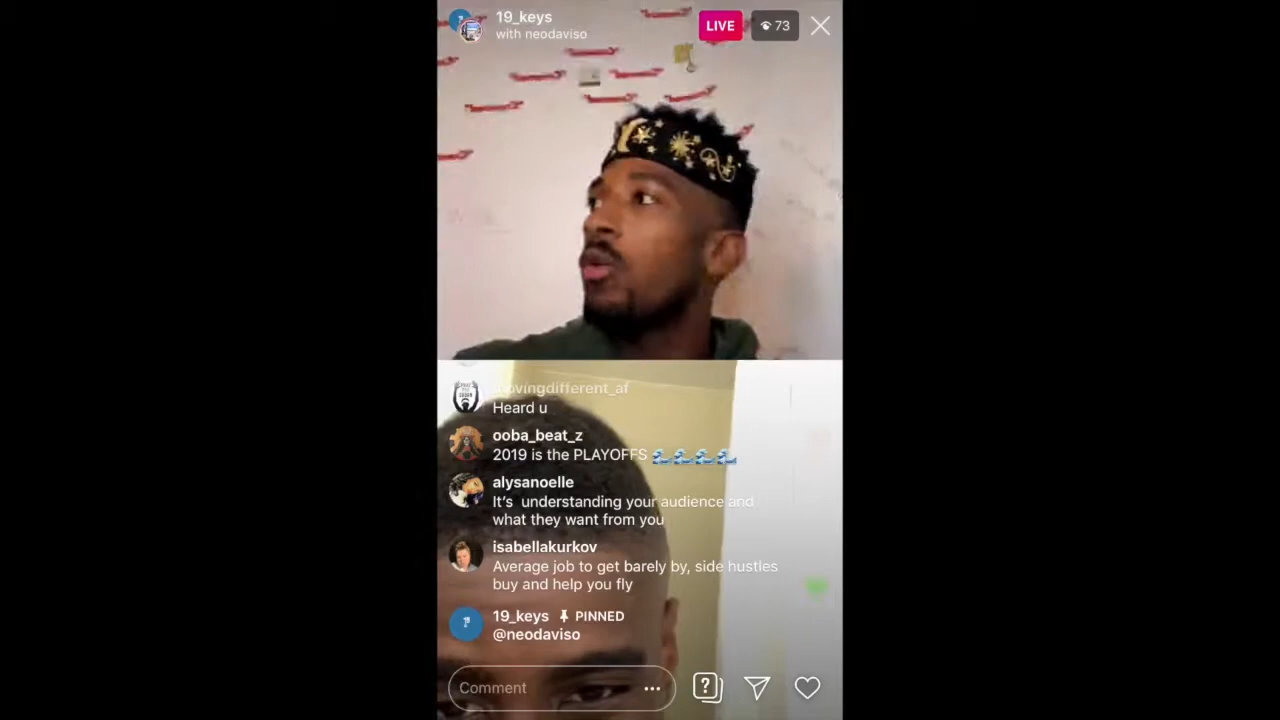 19_keys
with neodaviso
LIVE
73
movingdifferent_af
Heard u
ooba_beat_z
2019 is the PLAYOFFS 🌊🌊🌊🌊
alysanoelle
It's understanding your audience and
what they want from you
isabellakurkov
Average job to get barely by, side hustles
buy and help you fly
19_keys PINNED
@neodaviso
Comment